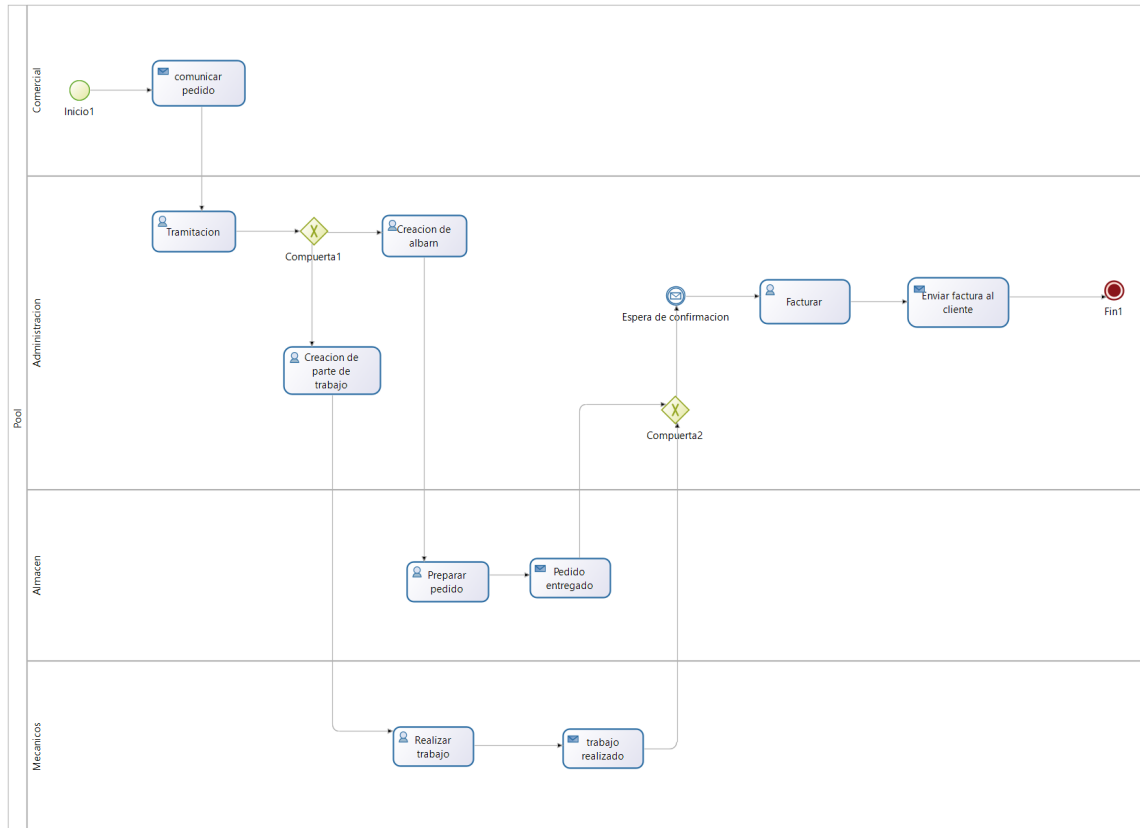 Pool
Comercial
Inicio1
comunicar
pedido
Administracion
Tramitacion
Compuerta1
Creacion de
albarn
Creacion de
parte de
trabajo
Espera de confirmacion
Compuerta2
Facturar
Enviar factura al
cliente
Fin1
Almacen
Preparar
pedido
Pedido
entregado
Mecanicos
Realizar
trabajo
trabajo
realizado